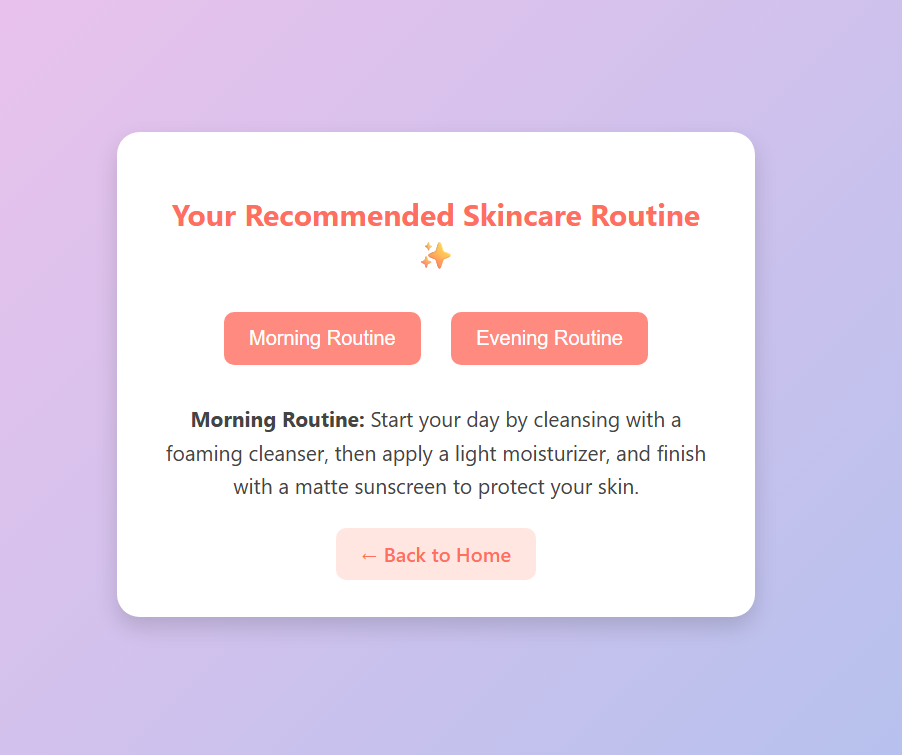 Your Recommended Skincare Routine
✨
Morning Routine
Evening Routine
Morning Routine: Start your day by cleansing with a
foaming cleanser, then apply a light moisturizer, and finish
with a matte sunscreen to protect your skin.
← Back to Home